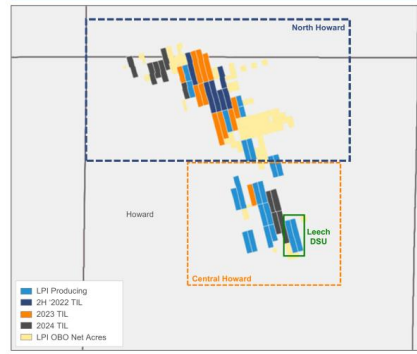 North Howard
Howard
Leech
DSU
Central Howard
LPI Producing
2H '2022 TIL
2023 TIL
2024 TIL
LPI OBO Net Acres